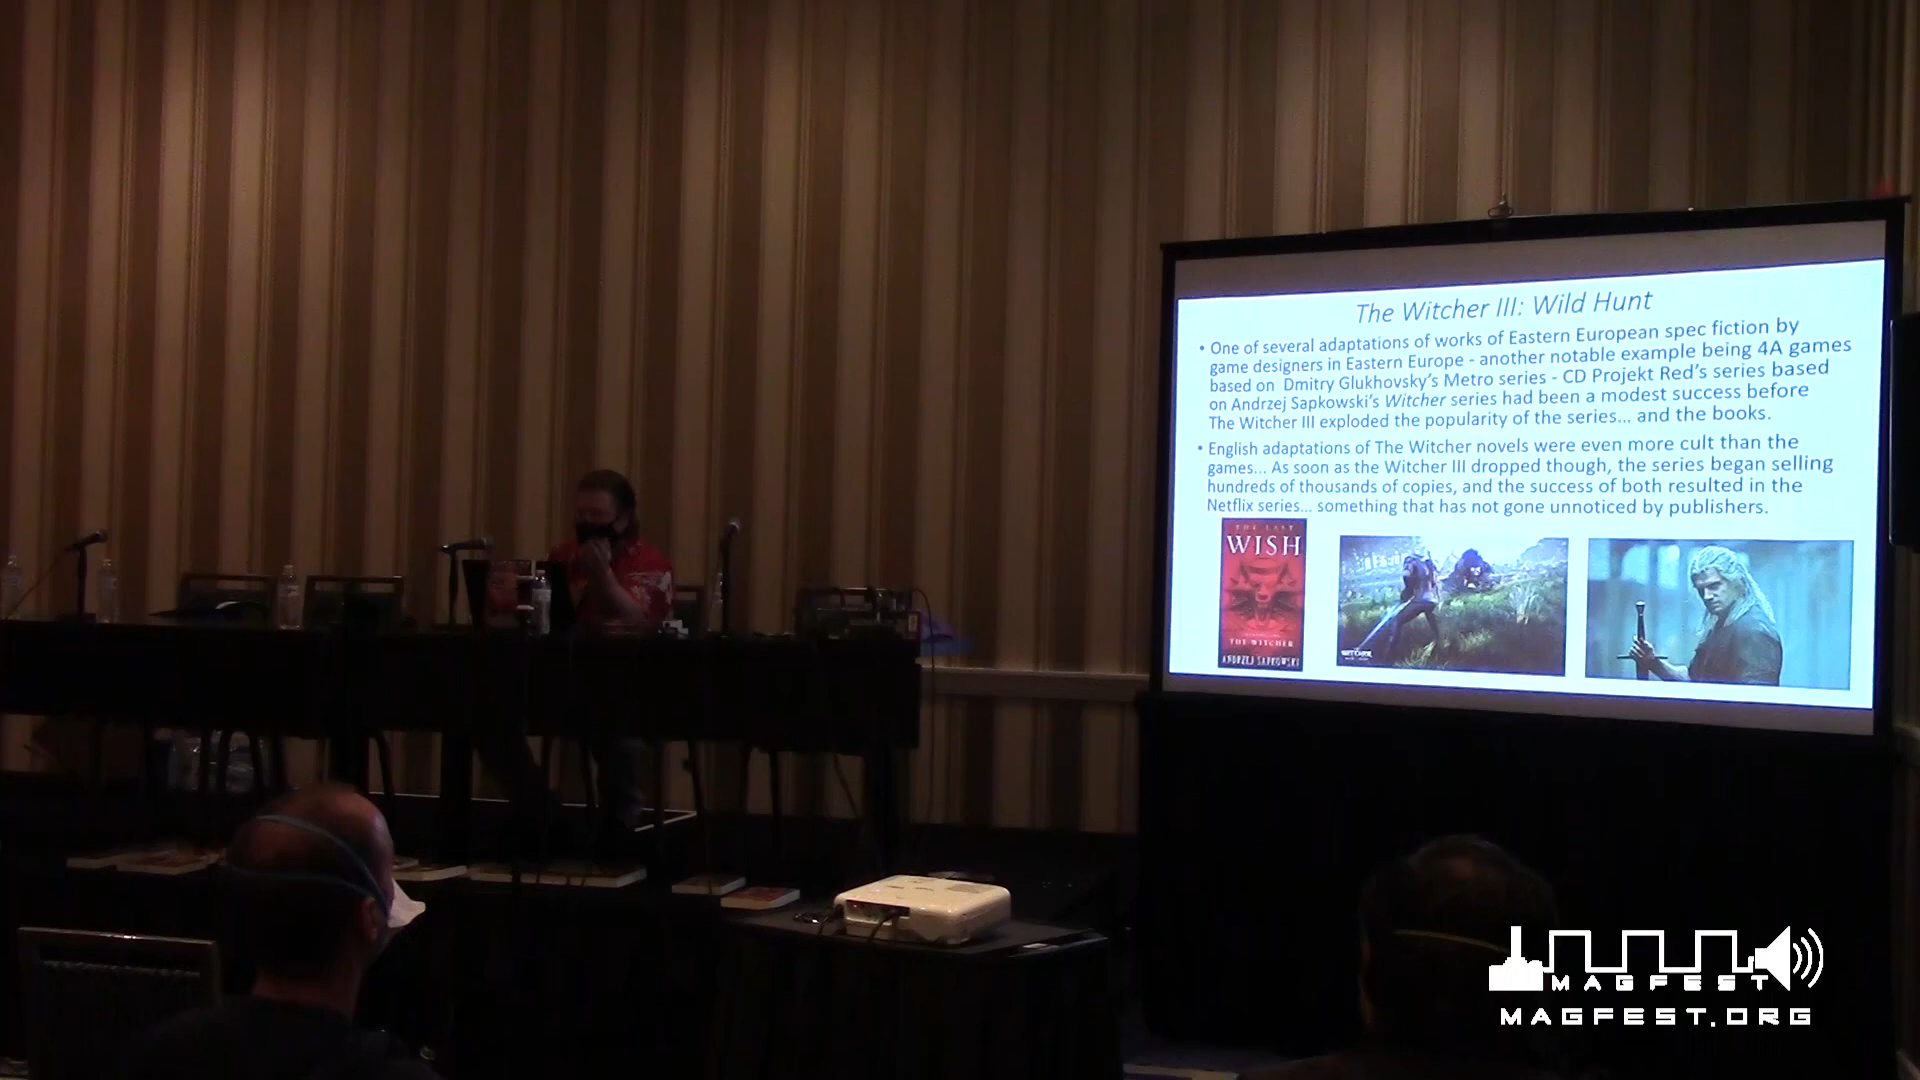 The Witcher III: Wild Hunt
• One of several adaptations of works of Eastern European spec fiction by
game designers in Eastern Europe - another notable example being 4A games
based on Dmitry Glukhovsky's Metro series - CD Projekt Red's series based
on Andrzej Sapkowski's Witcher series had been a modest success before
The Witcher III exploded the popularity of the series... and the books.
• English adaptations of The Witcher novels were even more cult than the
games... As soon as the Witcher III dropped though, the series began selling
hundreds of thousands of copies, and the success of both resulted in the
Netflix series... something that has not gone unnoticed by publishers.
THE LAST
WISH
THE WITCHER
ANDRZEJ SAPKOWSKI
WITCHER
MAGFEST
MAGFEST.ORG